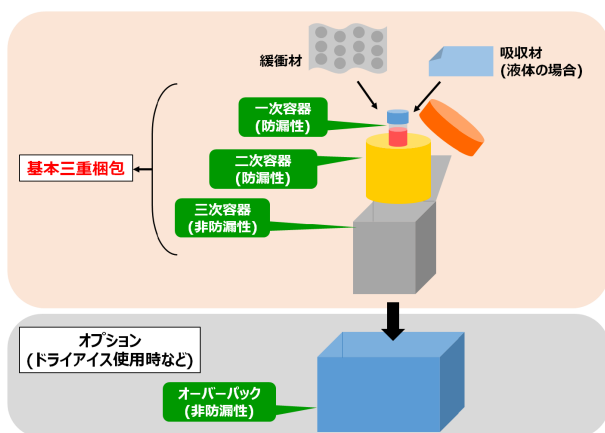 緩衝材
吸収材
(液体の場合)
一次容器
(防漏性)
二次容器
(防漏性)
基本三重梱包
三次容器
(非防漏性)
オプション
(ドライアイス使用時など)
オーバーパック
(非防漏性)